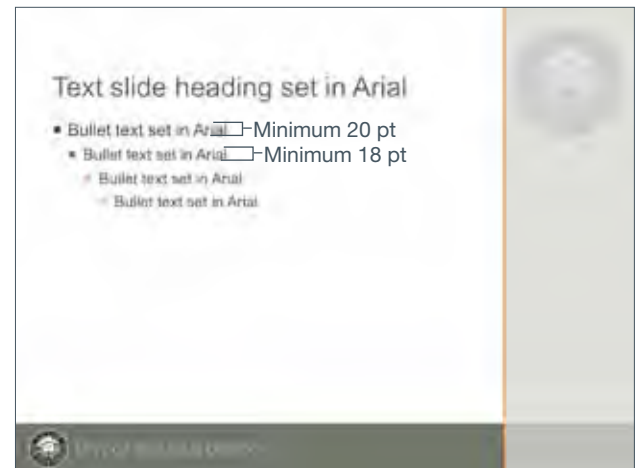 Text slide heading set in Arial
▪ Bullet text set in Arial Minimum 20 pt
▪ Bullet text set in Arial Minimum 18 pt
▪ Bullet text set in Arial
▪ Bullet text set in Arial